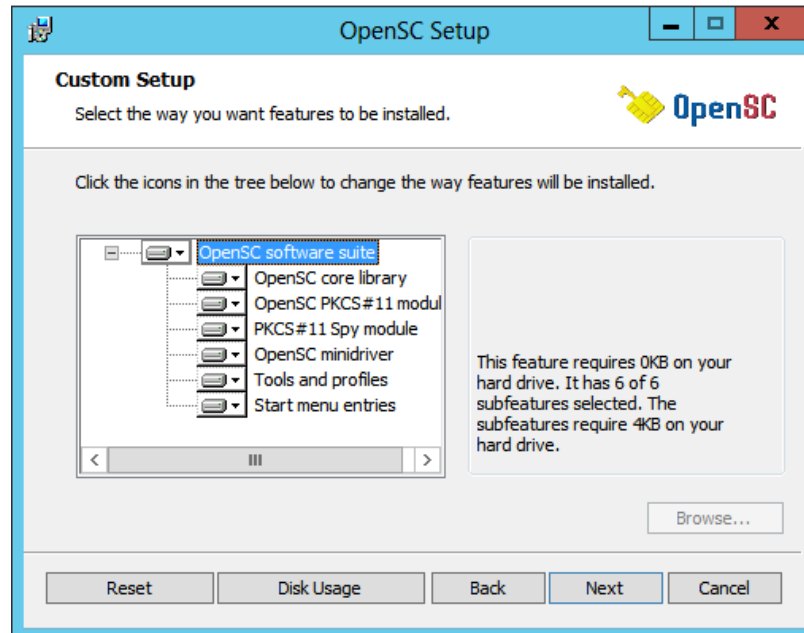 OpenSC Setup
Custom Setup
Select the way you want features to be installed.
OpenSC
Click the icons in the tree below to change the way features will be installed.
OpenSC software suite
OpenSC core library
OpenSC PKCS#11 modul
PKCS#11 Spy module
OpenSC minidriver
Tools and profiles
Start menu entries
This feature requires 0KB on your
hard drive. It has 6 of 6
subfeatures selected. The
subfeatures require 4KB on your
hard drive.
Browse...
Reset
Disk Usage
Back
Next
Cancel